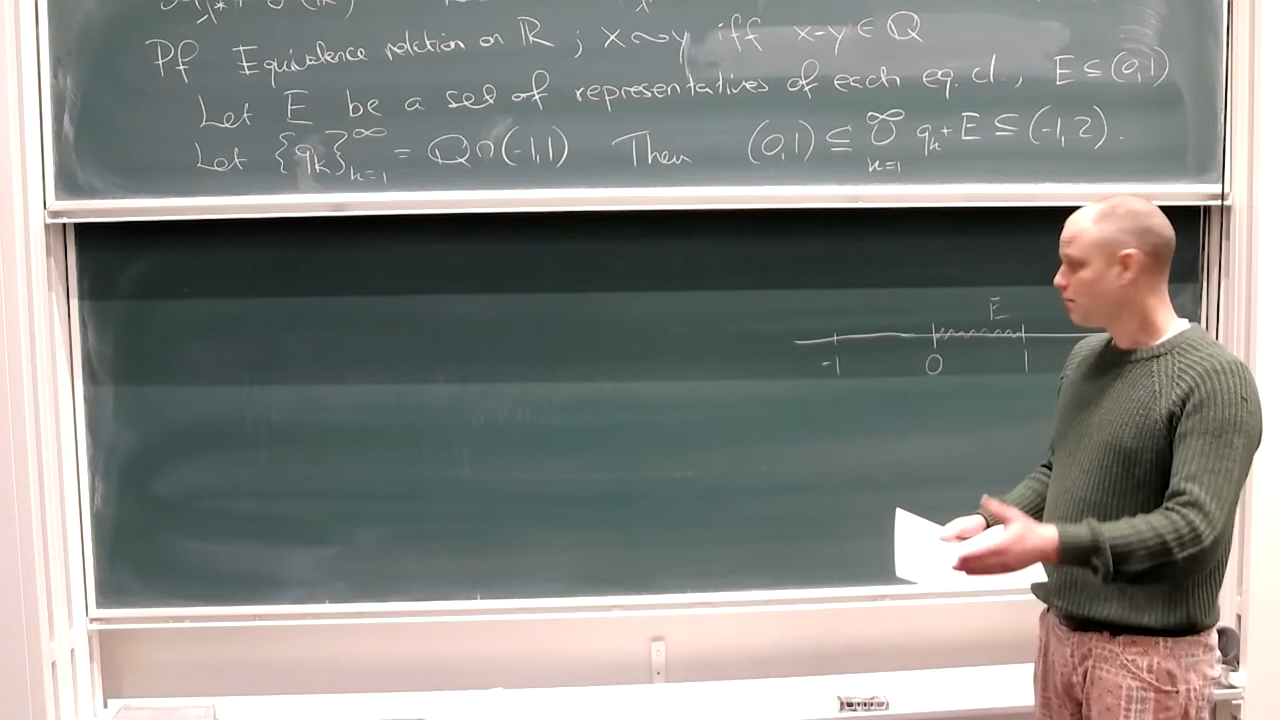 Pf Equivalence relation on ℝ ; x ~ y iff x-y ∈ ℚ
Let E be a set of representatives of each eq. cl., E ⊆ (0,1)
Let {q_k}_{k=1}^∞ = ℚ∩(-1,1) Then (0,1) ⊆ ∪_{k=1}^∞ q_k + E ⊆ (-1,2).
E
-1 0 1